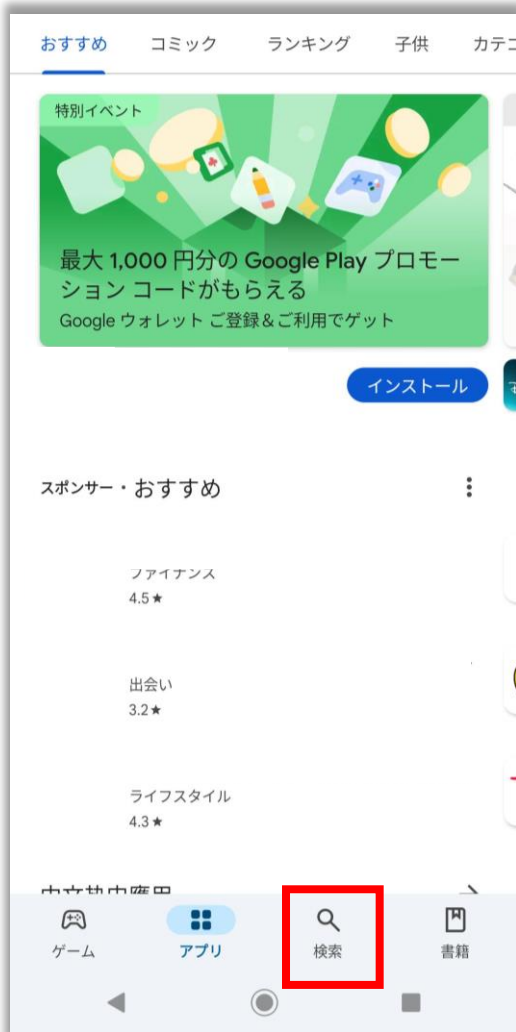 おすすめ コミック ランキング 子供 カテゴ
特別イベント
最大 1,000 円分の Google Play プロモー
ション コードがもらえる
Google ウォレット ご登録＆ご利用でゲット
インストール
スポンサー・おすすめ
ファイナンス
4.5★
出会い
3.2★
ライフスタイル
4.3★
ゲーム アプリ 検索 書籍